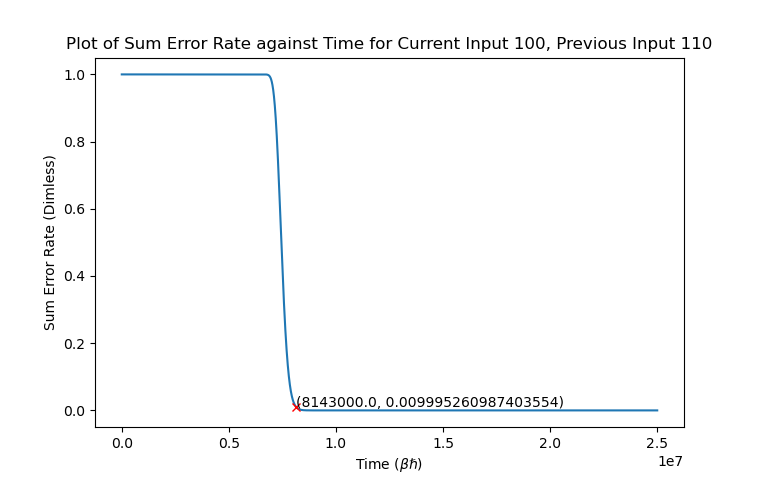 Plot of Sum Error Rate against Time for Current Input 100, Previous Input 110
1.0
0.8
0.6
0.4
0.2
0.0
Sum Error Rate (Dimless)
(8143000.0, 0.009995260987403554)
0.0 0.5 1.0 1.5 2.0 2.5
1e7
Time (βℏ)